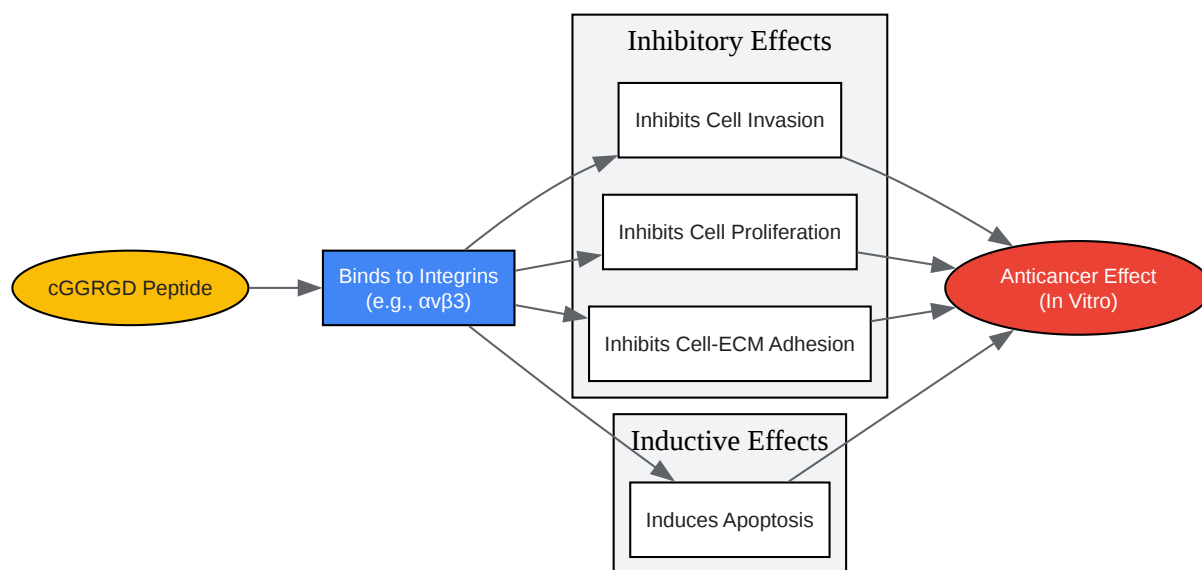 cGGRGD Peptide
Binds to Integrins
(e.g., αvβ3)
Inhibitory Effects
Inhibits Cell Invasion
Inhibits Cell Proliferation
Inhibits Cell-ECM Adhesion
Inductive Effects
Induces Apoptosis
Anticancer Effect
(In Vitro)